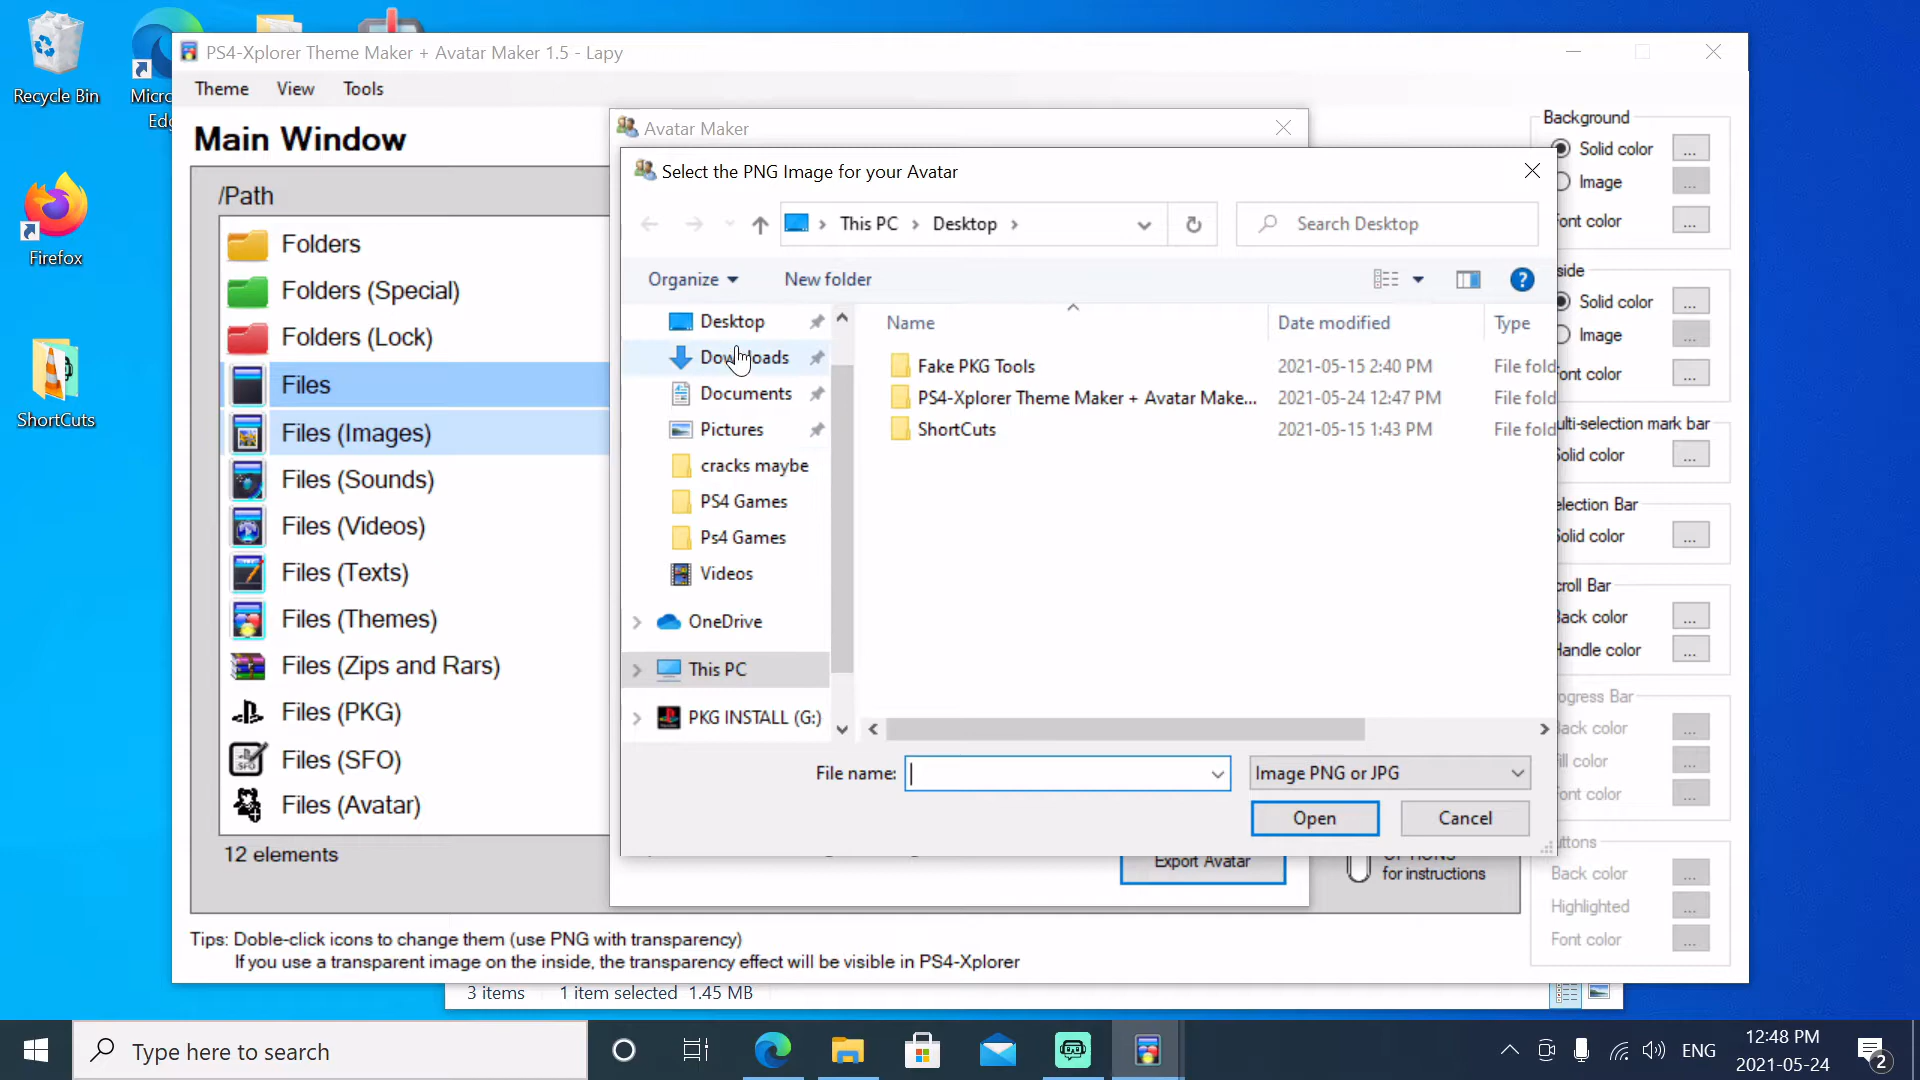 Recycle Bin
Firefox
ShortCuts
PS4-Xplorer Theme Maker + Avatar Maker 1.5 - Lapy
Theme View Tools
Main Window
/Path
Folders
Folders (Special)
Folders (Lock)
Files
Files (Images)
Files (Sounds)
Files (Videos)
Files (Texts)
Files (Themes)
Files (Zips and Rars)
Files (PKG)
Files (SFO)
Files (Avatar)
12 elements
Tips: Doble-click icons to change them (use PNG with transparency)
If you use a transparent image on the inside, the transparency effect will be visible in PS4-Xplorer
Avatar Maker
Select the PNG Image for your Avatar
This PC > Desktop >
Search Desktop
Organize New folder
Desktop
Downloads
Documents
Pictures
cracks maybe
PS4 Games
Ps4 Games
Videos
OneDrive
This PC
PKG INSTALL (G:)
Name Date modified Type
Fake PKG Tools 2021-05-15 2:40 PM File fold
PS4-Xplorer Theme Maker + Avatar Make... 2021-05-24 12:47 PM File fold
ShortCuts 2021-05-15 1:43 PM File fold
File name:
Image PNG or JPG
Open Cancel
Export Avatar
for instructions
Background
Solid color ...
Image ...
ont color ...
side
Solid color ...
Image ...
ont color ...
ulti-selection mark bar
Solid color ...
election Bar
Solid color ...
croll Bar
Back color ...
Handle color ...
ogress Bar
Back color ...
ill color ...
ont color ...
uttons
Back color ...
Highlighted ...
Font color ...
3 items 1 item selected 1.45 MB
Type here to search
ENG
12:48 PM
2021-05-24
2